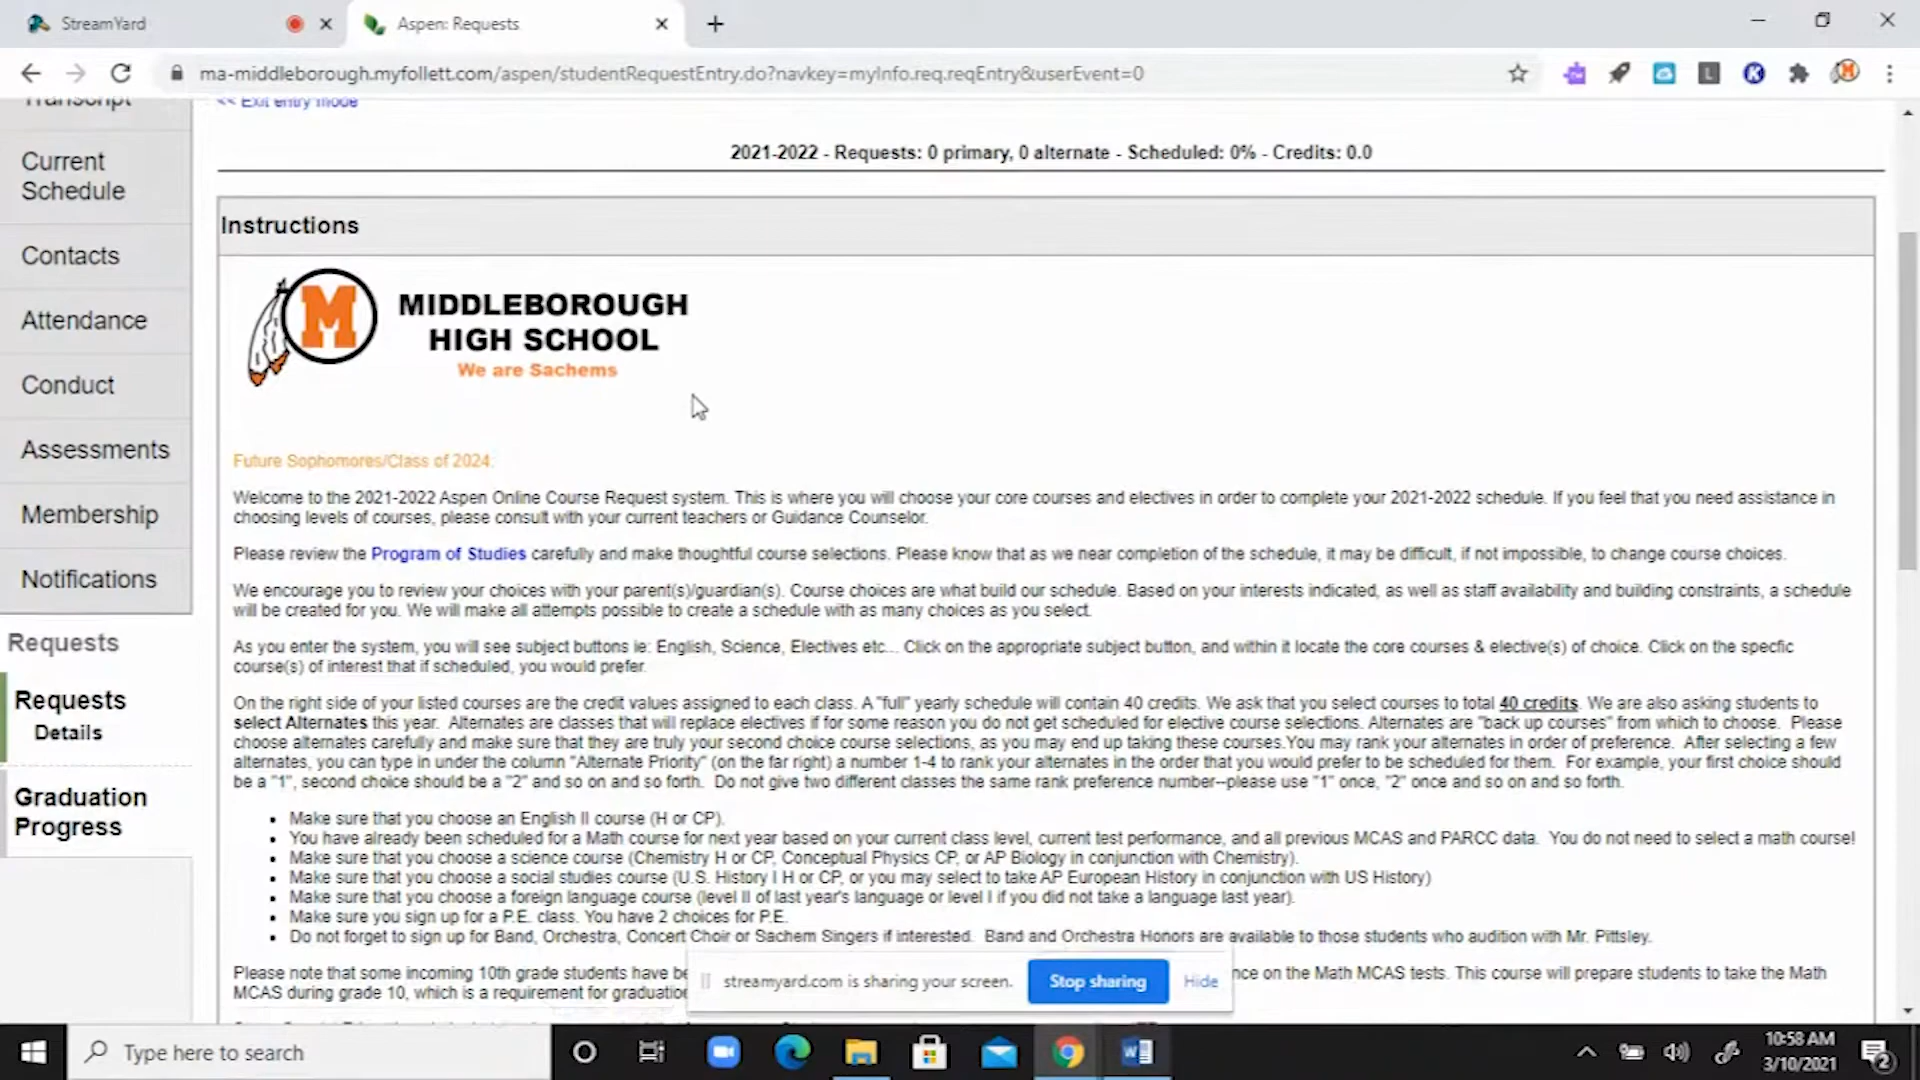 StreamYard
Aspen: Requests
ma-middleborough.myfollett.com/aspen/studentRequestEntry.do?navkey=myInfo.req.reqEntry&userEvent=0
Transcript
<< Exit entry mode
2021-2022 - Requests: 0 primary, 0 alternate - Scheduled: 0% - Credits: 0.0
Current
Schedule
Contacts
Attendance
Conduct
Assessments
Membership
Notifications
Requests
Requests
Details
Graduation
Progress
Instructions
M
MIDDLEBOROUGH
HIGH SCHOOL
We are Sachems
Future Sophomores/Class of 2024:
Welcome to the 2021-2022 Aspen Online Course Request system. This is where you will choose your core courses and electives in order to complete your 2021-2022 schedule. If you feel that you need assistance in
choosing levels of courses, please consult with your current teachers or Guidance Counselor.
Please review the Program of Studies carefully and make thoughtful course selections. Please know that as we near completion of the schedule, it may be difficult, if not impossible, to change course choices.
We encourage you to review your choices with your parent(s)/guardian(s). Course choices are what build our schedule. Based on your interests indicated, as well as staff availability and building constraints, a schedule
will be created for you. We will make all attempts possible to create a schedule with as many choices as you select.
As you enter the system, you will see subject buttons ie: English, Science, Electives etc... Click on the appropriate subject button, and within it locate the core courses & elective(s) of choice. Click on the specfic
course(s) of interest that if scheduled, you would prefer.
On the right side of your listed courses are the credit values assigned to each class. A "full" yearly schedule will contain 40 credits. We ask that you select courses to total 40 credits. We are also asking students to
select Alternates this year. Alternates are classes that will replace electives if for some reason you do not get scheduled for elective course selections. Alternates are "back up courses" from which to choose. Please
choose alternates carefully and make sure that they are truly your second choice course selections, as you may end up taking these courses.You may rank your alternates in order of preference. After selecting a few
alternates, you can type in under the column "Alternate Priority" (on the far right) a number 1-4 to rank your alternates in the order that you would prefer to be scheduled for them. For example, your first choice should
be a "1", second choice should be a "2" and so on and so forth. Do not give two different classes the same rank preference number--please use "1" once, "2" once and so on and so forth.
• Make sure that you choose an English II course (H or CP).
• You have already been scheduled for a Math course for next year based on your current class level, current test performance, and all previous MCAS and PARCC data. You do not need to select a math course!
• Make sure that you choose a science course (Chemistry H or CP, Conceptual Physics CP, or AP Biology in conjunction with Chemistry).
• Make sure that you choose a social studies course (U.S. History I H or CP, or you may select to take AP European History in conjunction with US History)
• Make sure that you choose a foreign language course (level II of last year's language or level I if you did not take a language last year).
• Make sure you sign up for a P.E. class. You have 2 choices for P.E.
• Do not forget to sign up for Band, Orchestra, Concert Choir or Sachem Singers if interested. Band and Orchestra Honors are available to those students who audition with Mr. Pittsley.
Please note that some incoming 10th grade students have be nce on the Math MCAS tests. This course will prepare students to take the Math
MCAS during grade 10, which is a requirement for graduatio
streamyard.com is sharing your screen.
Stop sharing
Hide
Type here to search
10:58 AM
3/10/2021
2